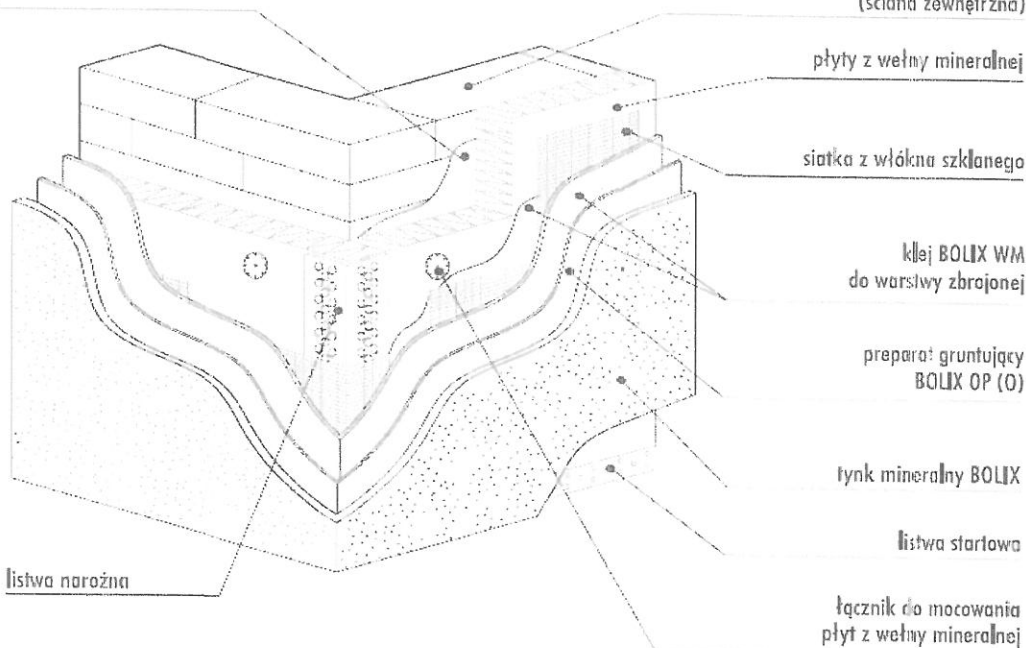 (ściana zewnętrzna)
płyty z wełny mineralnej
siatka z włókna szklanego
klej BOLIX WM
do warstwy zbrojonej
preparat gruntujący
BOLIX OP (O)
tynk mineralny BOLIX
listwa startowa
listwa narożna
łącznik do mocowania
płyt z wełny mineralnej